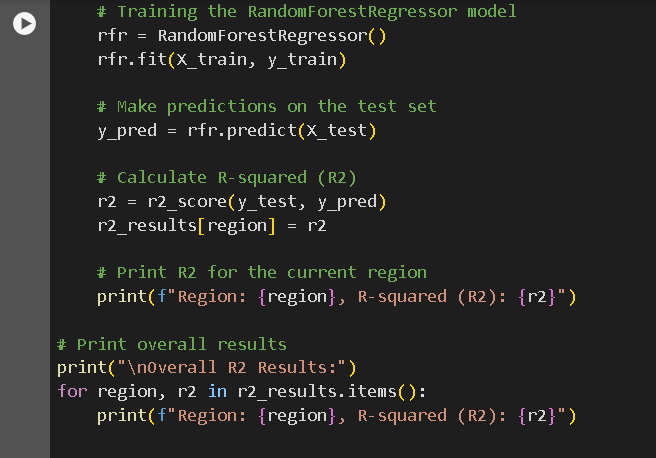 # Training the RandomForestRegressor model
rfr = RandomForestRegressor()
rfr.fit(X_train, y_train)
# Make predictions on the test set
y_pred = rfr.predict(X_test)
# Calculate R-squared (R2)
r2 = r2_score(y_test, y_pred)
r2_results[region] = r2
# Print R2 for the current region
print(f"Region: {region}, R-squared (R2): {r2}")
# Print overall results
print("\nOverall R2 Results:")
for region, r2 in r2_results.items():
print(f"Region: {region}, R-squared (R2): {r2}")